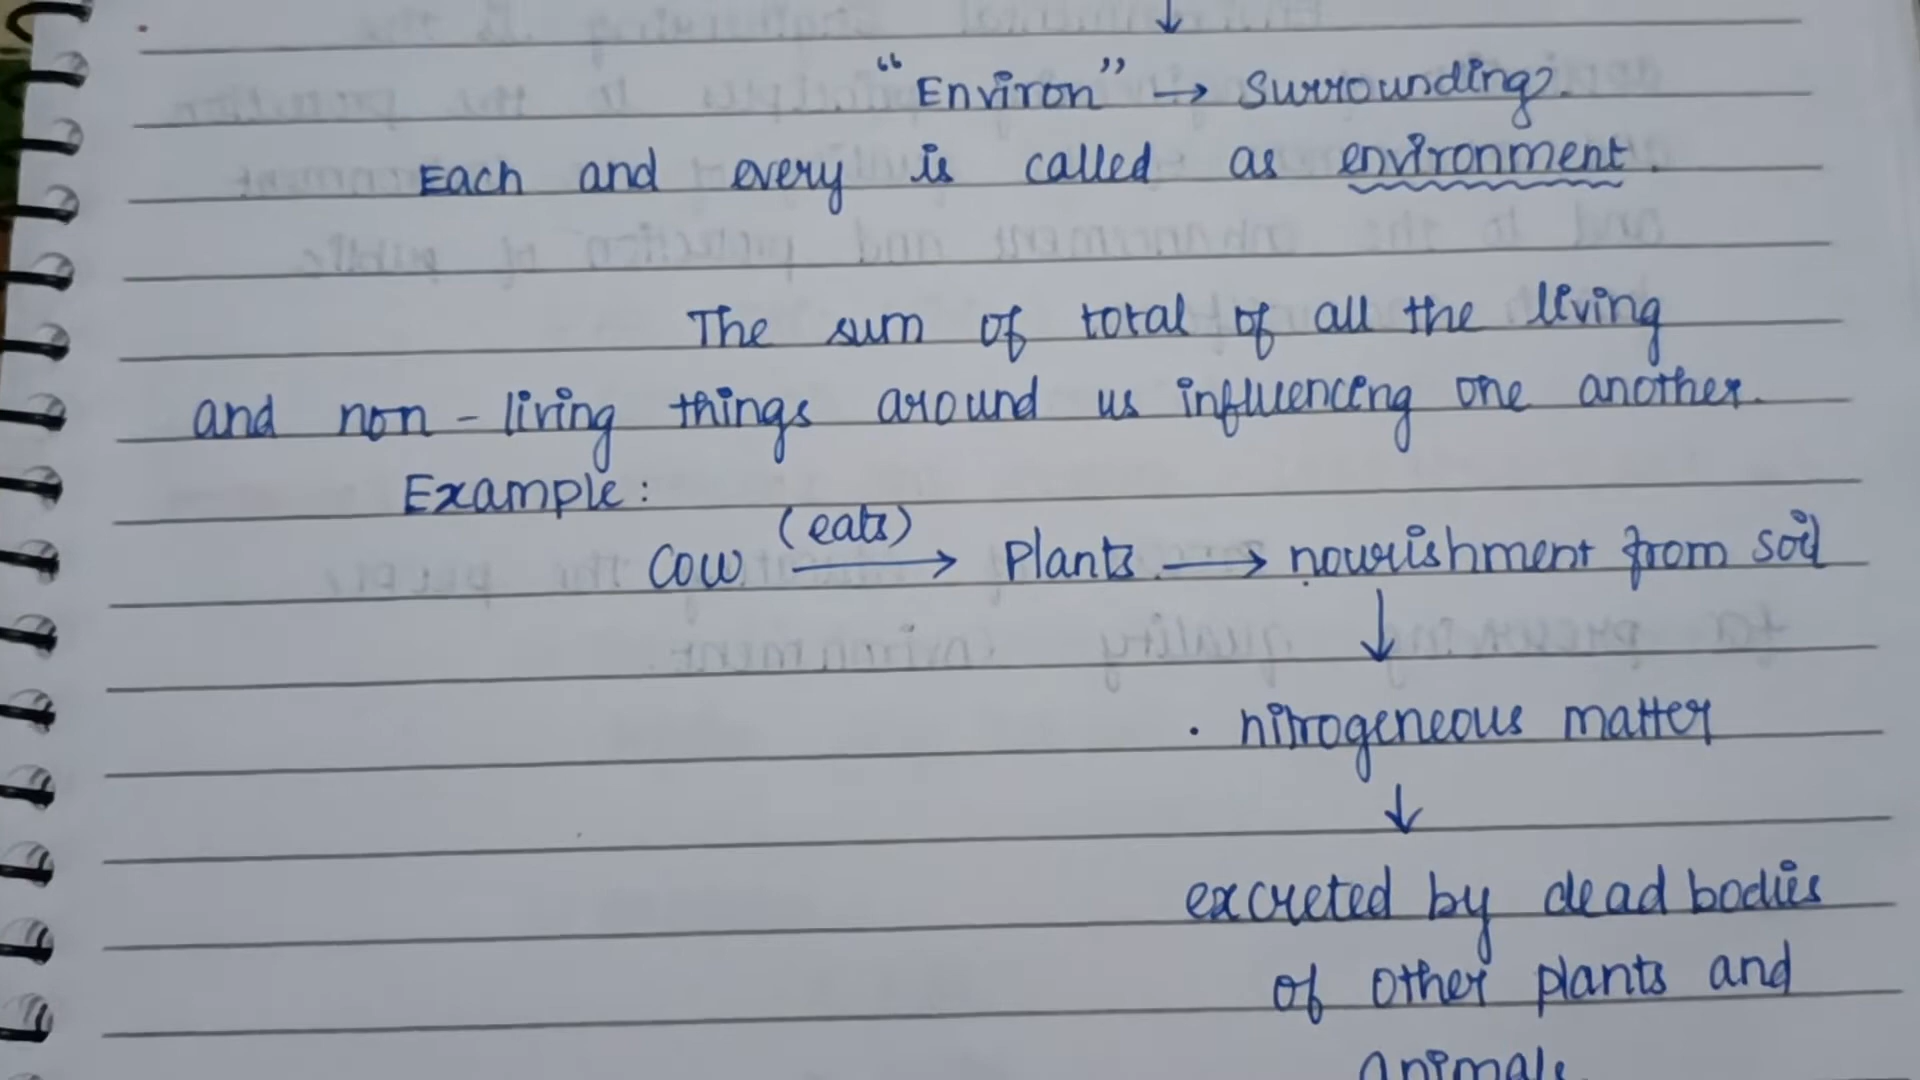 "Environ" → Surrounding.
Each and every is called as environment.
The sum of total of all the living
and non-living things around us influencing one another.
Example:
Cow (eats) → Plants → nourishment from soil
↓
nitrogeneous matter
↓
excreted by dead bodies
of other plants and
animals